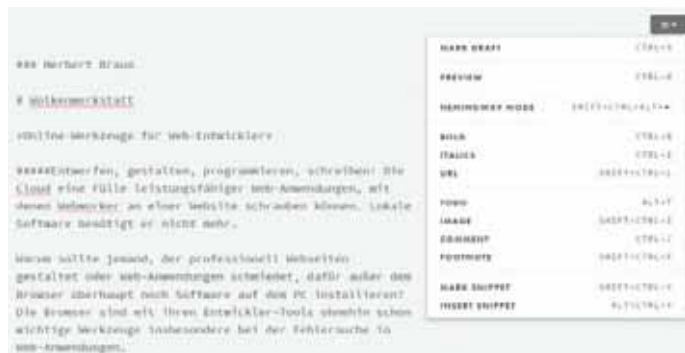 ### Herbert Braun
# Wolkenwerkstatt
»Online-Werkzeuge für Web-Entwickler«
#####Entwerfen, gestalten, programmieren, schreiben: Die
Cloud eine Fülle leistungsfähiger Web-Anwendungen, mit
denen Webworker an einer Website schrauben können. Lokale
Software benötigt er nicht mehr.
Warum sollte jemand, der professionell Webseiten
gestaltet oder Web-Anwendungen schmiedet, dafür außer dem
Browser überhaupt noch Software auf dem PC installieren?
Die Browser sind mit ihren Entwickler-Tools ohnehin schon
wichtige Werkzeuge insbesondere bei der Fehlersuche in
Web-Anwendungen.
MARK DRAFT
PREVIEW
HEMINGWAY MODE
BOLD
ITALICS
URL
TODO ALT+T
IMAGE
COMMENT
FOOTNOTE
MARK SNIPPET
INSERT SNIPPET